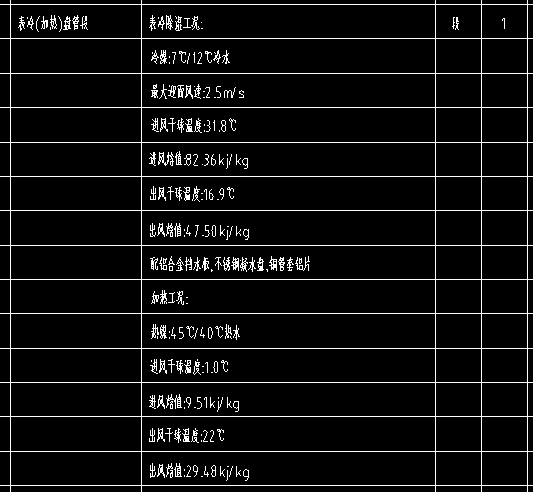 表冷(加热)盘管段 表冷除湿工况: 段 1
冷媒:7℃/12℃冷水
最大迎面风速:2.5m/s
进风干球温度:31.8℃
进风焓值:82.36kj/kg
出风干球温度:16.9℃
出风焓值:47.50kj/kg
配铝合金挡水板,不锈钢凝水盘,铜管套铝片
加热工况:
热媒:45℃/40℃热水
进风干球温度:1.0℃
进风焓值:9.51kj/kg
出风干球温度:22℃
出风焓值:29.48kj/kg